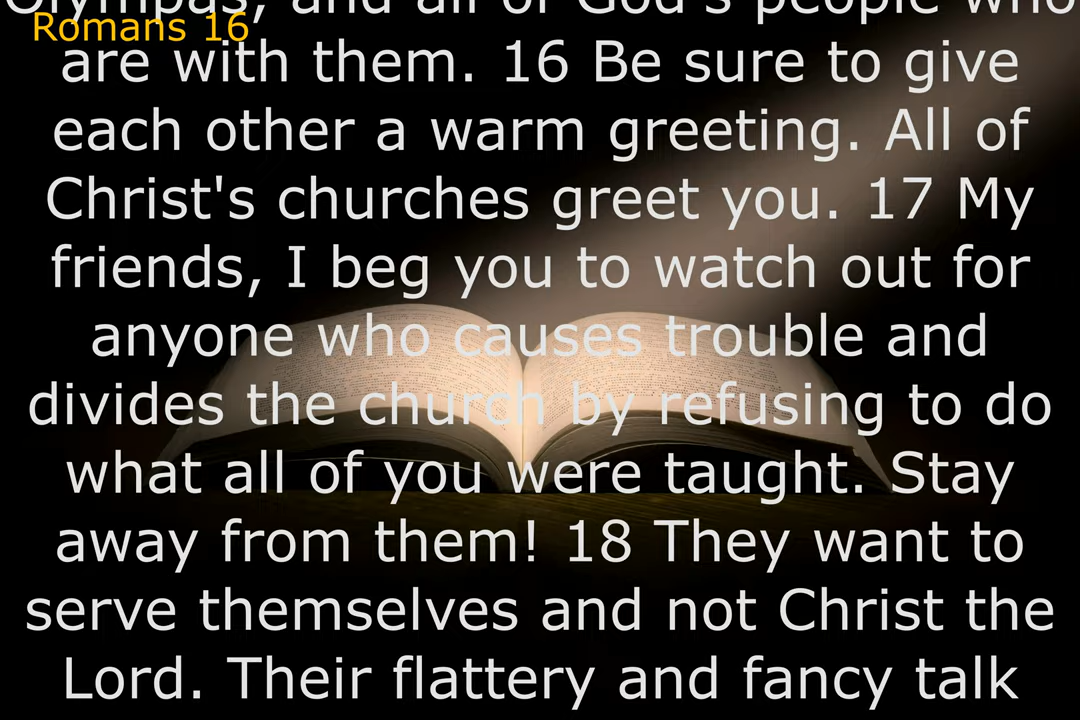 Olympas, and all of God's people who
Romans 16
are with them. 16 Be sure to give
each other a warm greeting. All of
Christ's churches greet you. 17 My
friends, I beg you to watch out for
anyone who causes trouble and
divides the church by refusing to do
what all of you were taught. Stay
away from them! 18 They want to
serve themselves and not Christ the
Lord. Their flattery and fancy talk